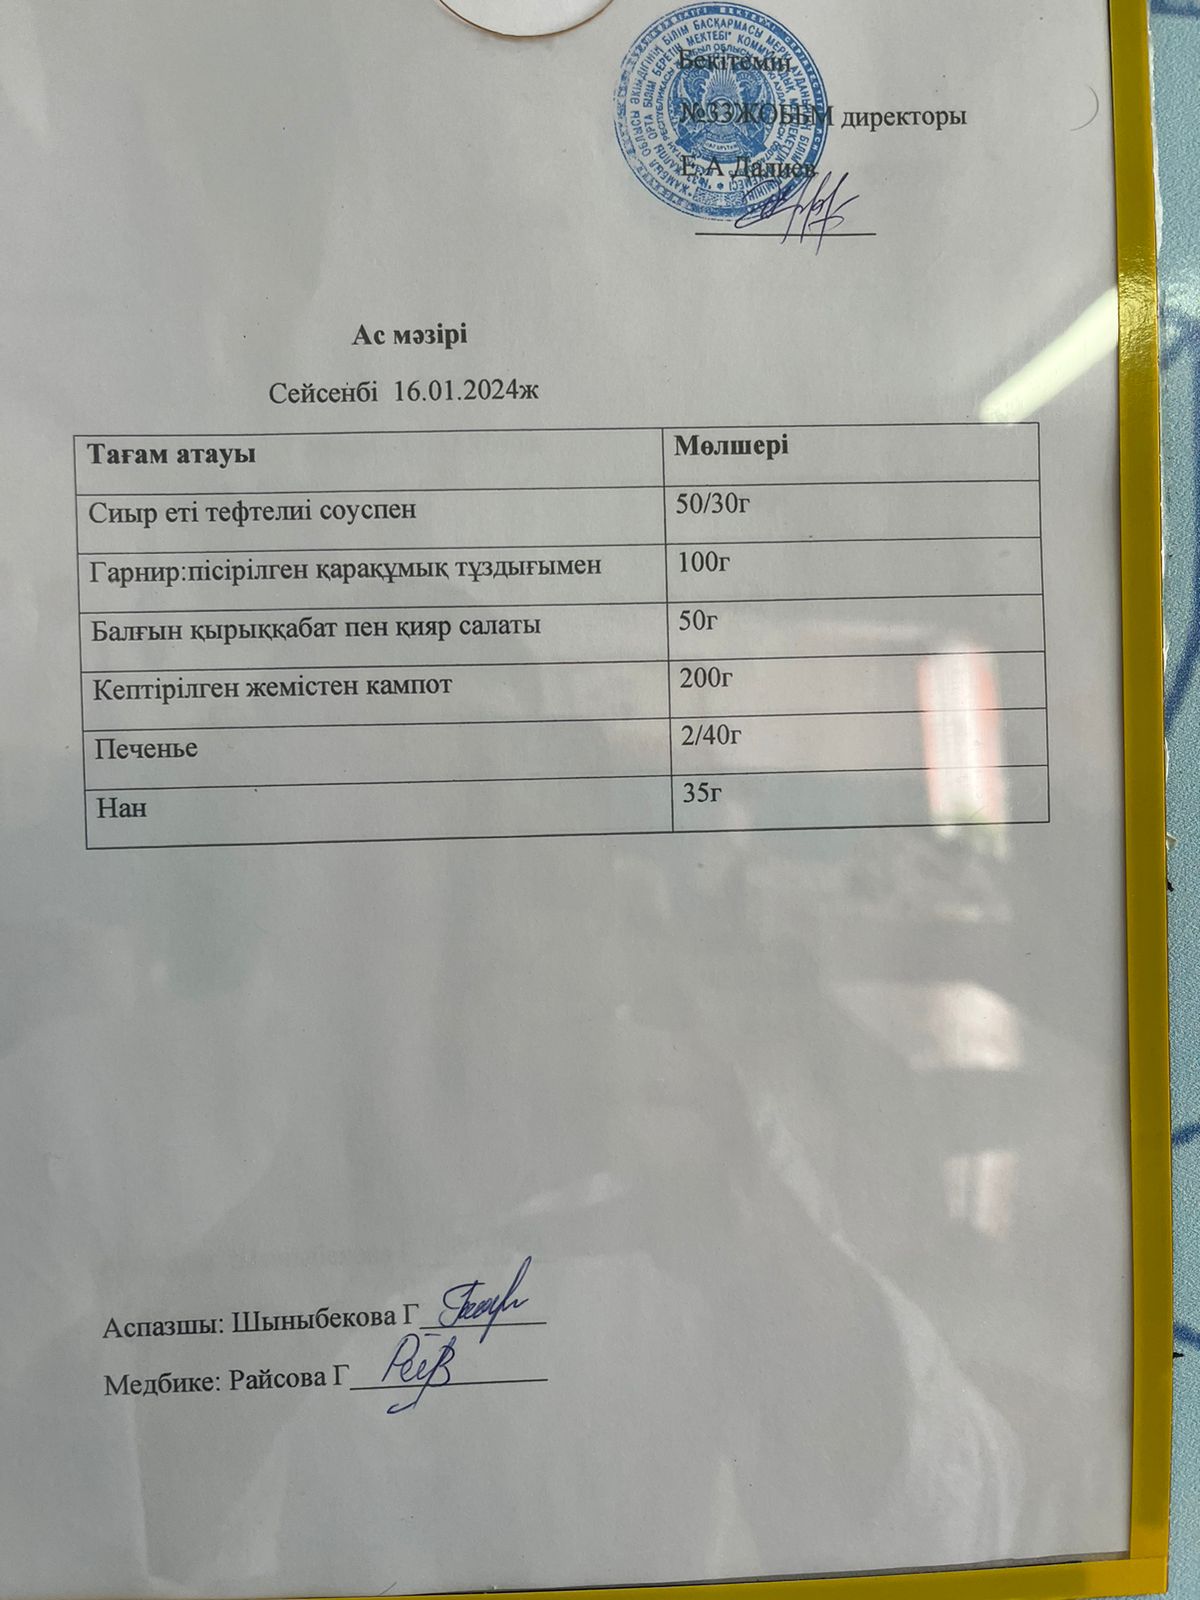 Бекітемін
№33ЖОББМ директоры
Е.А Далиев
Ас мәзірі
Сейсенбі 16.01.2024ж
Тағам атауы Мөлшері
Сиыр еті тефтелиі соуспен 50/30г
Гарнир:пісірілген қарақұмық тұздығымен 100г
Балғын қырыққабат пен қияр салаты 50г
Кептірілген жемістен кампот 200г
Печенье 2/40г
Нан 35г
Аспазшы: Шыныбекова Г
Медбике: Райсова Г